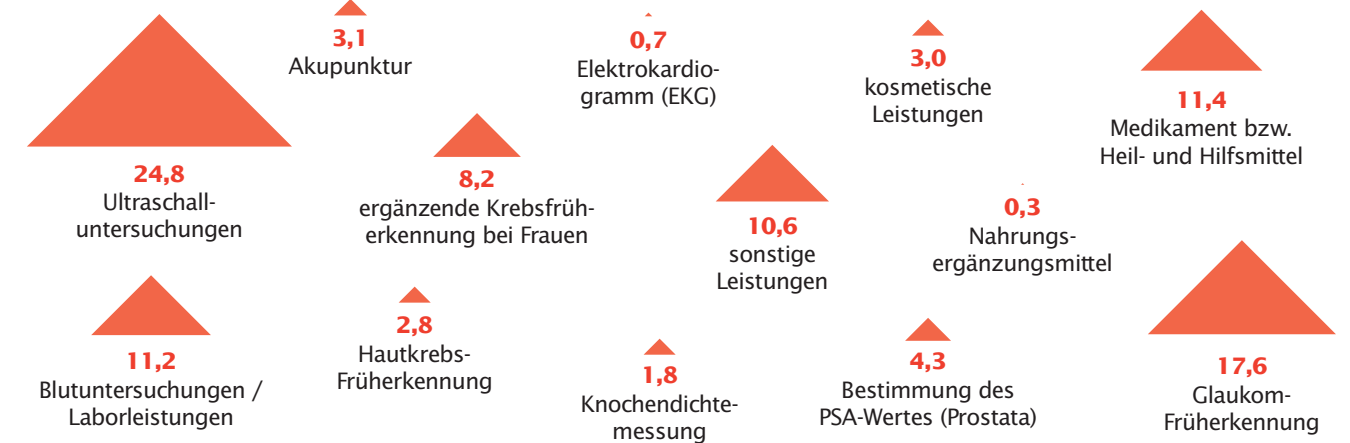 3,1
Akupunktur
0,7
Elektrokardio-
gramm (EKG)
3,0
kosmetische
Leistungen
11,4
Medikament bzw.
Heil- und Hilfsmittel
24,8
Ultraschall-
untersuchungen
8,2
ergänzende Krebsfrüh-
erkennung bei Frauen
10,6
sonstige
Leistungen
0,3
Nahrungs-
ergänzungsmittel
11,2
Blutuntersuchungen /
Laborleistungen
2,8
Hautkrebs-
Früherkennung
1,8
Knochendichte-
messung
4,3
Bestimmung des
PSA-Wertes (Prostata)
17,6
Glaukom-
Früherkennung